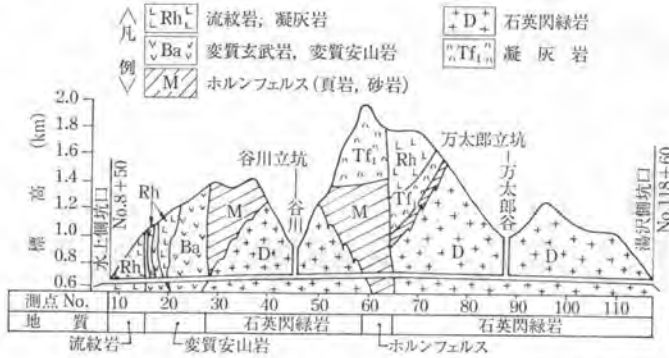 凡例
Rh 流紋岩, 凝灰岩
Ba 変質玄武岩, 変質安山岩
M ホルンフェルス(頁岩, 砂岩)
D 石英閃緑岩
Tf₁ 凝灰岩
標高 (km)
2.0
1.8
1.6
1.4
1.2
1.0
0.8
0.6
水上側坑口
No.8+50
Rh
Rh
Ba
M
D
谷川立坑
谷川
Tf₁
M
Rh
Tf₁
万太郎立坑
万太郎谷
D
D
湯沢側坑口
No.118+60
測点No. 10 20 30 40 50 60 70 80 90 100 110
地質 石英閃緑岩 石英閃緑岩
流紋岩 変質安山岩 ホルンフェルス